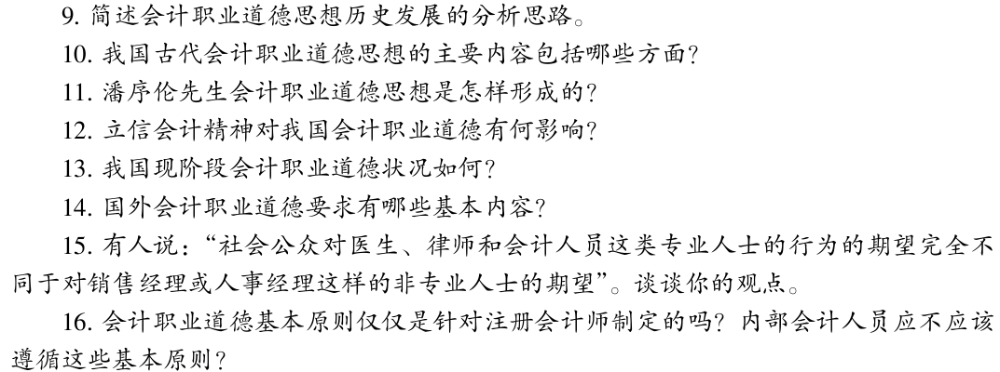 9. 简述会计职业道德思想历史发展的分析思路。
10. 我国古代会计职业道德思想的主要内容包括哪些方面?
11. 潘序伦先生会计职业道德思想是怎样形成的?
12. 立信会计精神对我国会计职业道德有何影响?
13. 我国现阶段会计职业道德状况如何?
14. 国外会计职业道德要求有哪些基本内容?
15. 有人说：“社会公众对医生、律师和会计人员这类专业人士的行为的期望完全不
同于对销售经理或人事经理这样的非专业人士的期望”。谈谈你的观点。
16. 会计职业道德基本原则仅仅是针对注册会计师制定的吗? 内部会计人员应不应该
遵循这些基本原则?